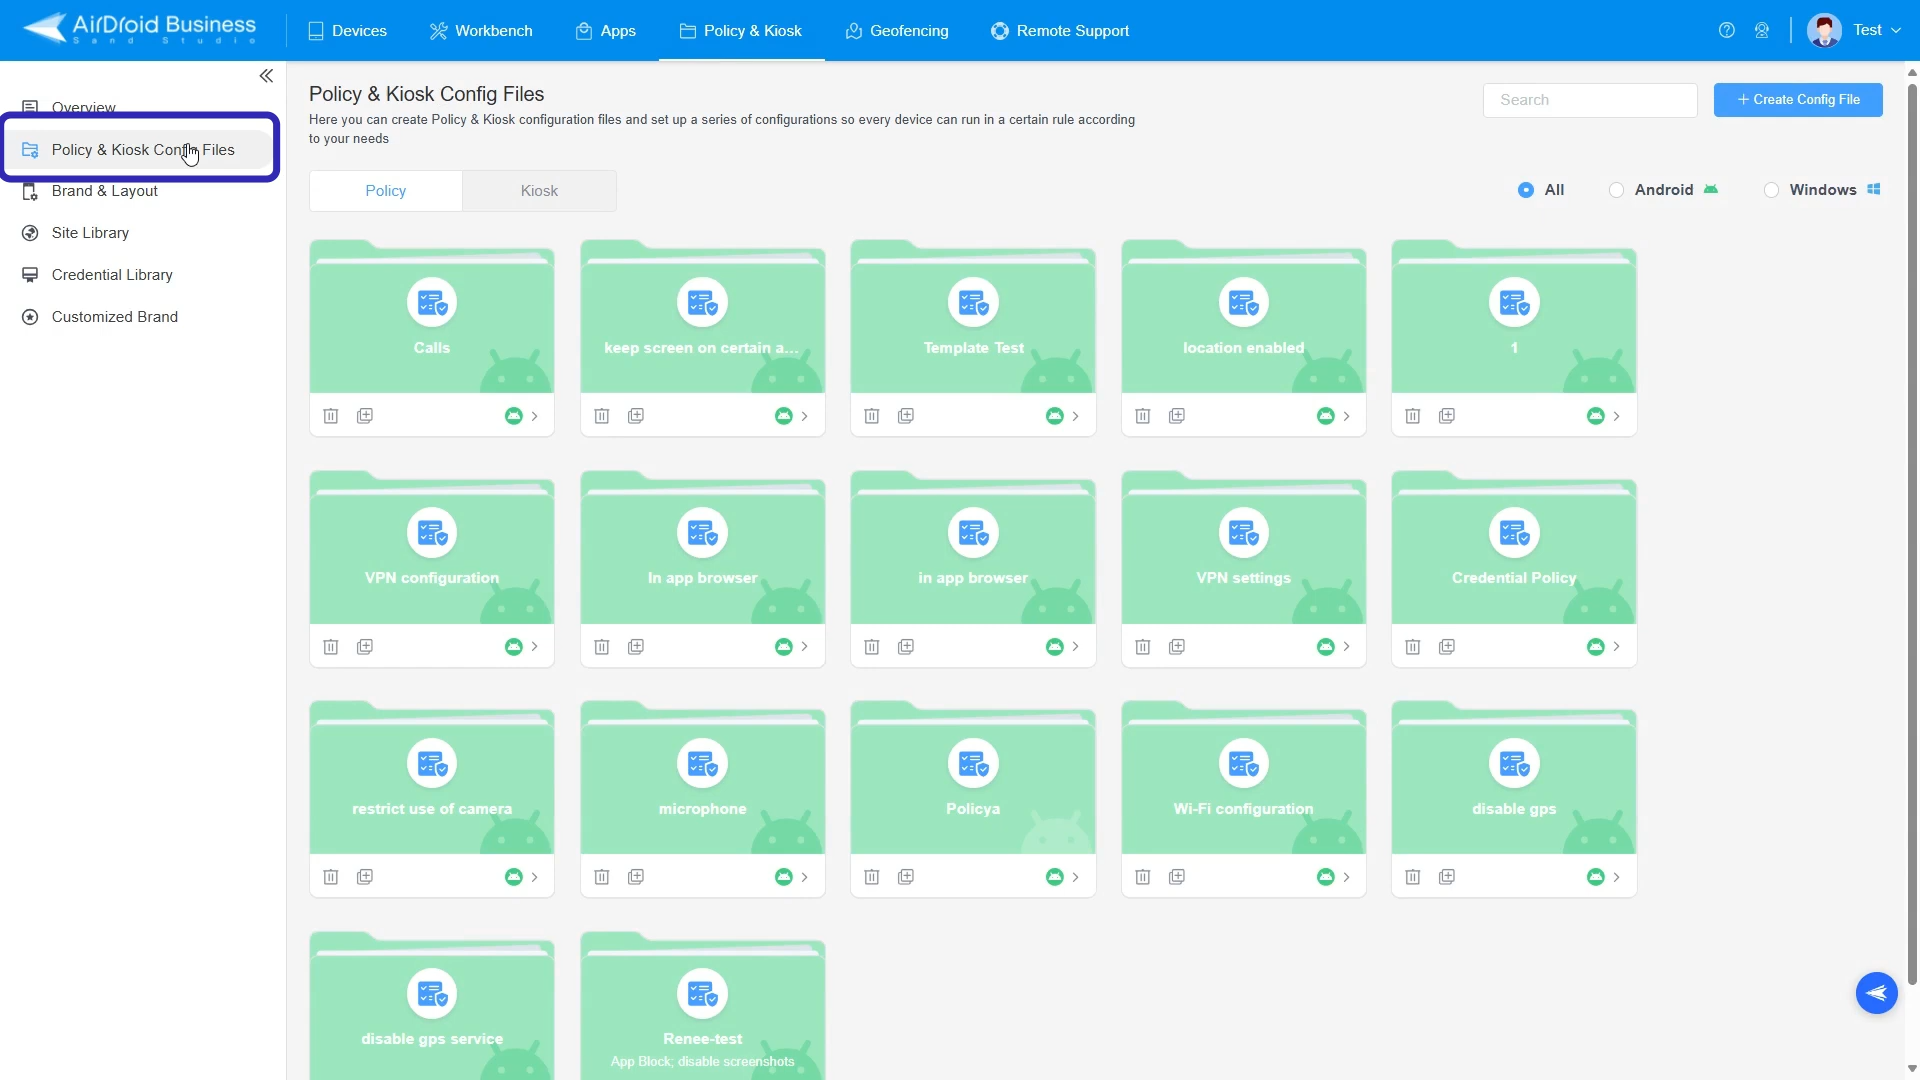 AirDroid Business
Sand Studio
Devices
Workbench
Apps
Policy & Kiosk
Geofencing
Remote Support
Test
Overview
Policy & Kiosk Config Files
Brand & Layout
Site Library
Credential Library
Customized Brand
Policy & Kiosk Config Files
Here you can create Policy & Kiosk configuration files and set up a series of configurations so every device can run in a certain rule according
to your needs
Search
+ Create Config File
Policy
Kiosk
All
Android
Windows
Calls
keep screen on certain a...
Template Test
location enabled
1
VPN configuration
In app browser
in app browser
VPN settings
Credential Policy
restrict use of camera
microphone
Policya
Wi-Fi configuration
disable gps
disable gps service
Renee-test
App Block; disable screenshots